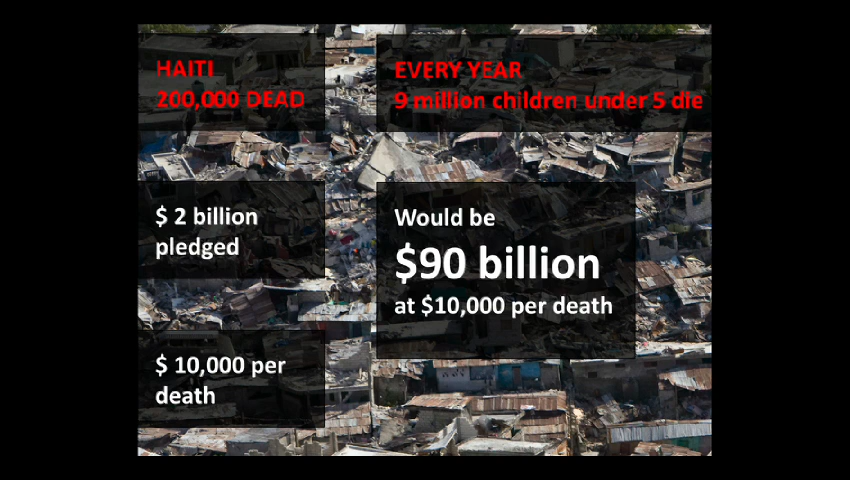 HAITI
200,000 DEAD
$ 2 billion
pledged
$ 10,000 per
death
EVERY YEAR
9 million children under 5 die
Would be
$90 billion
at $10,000 per death